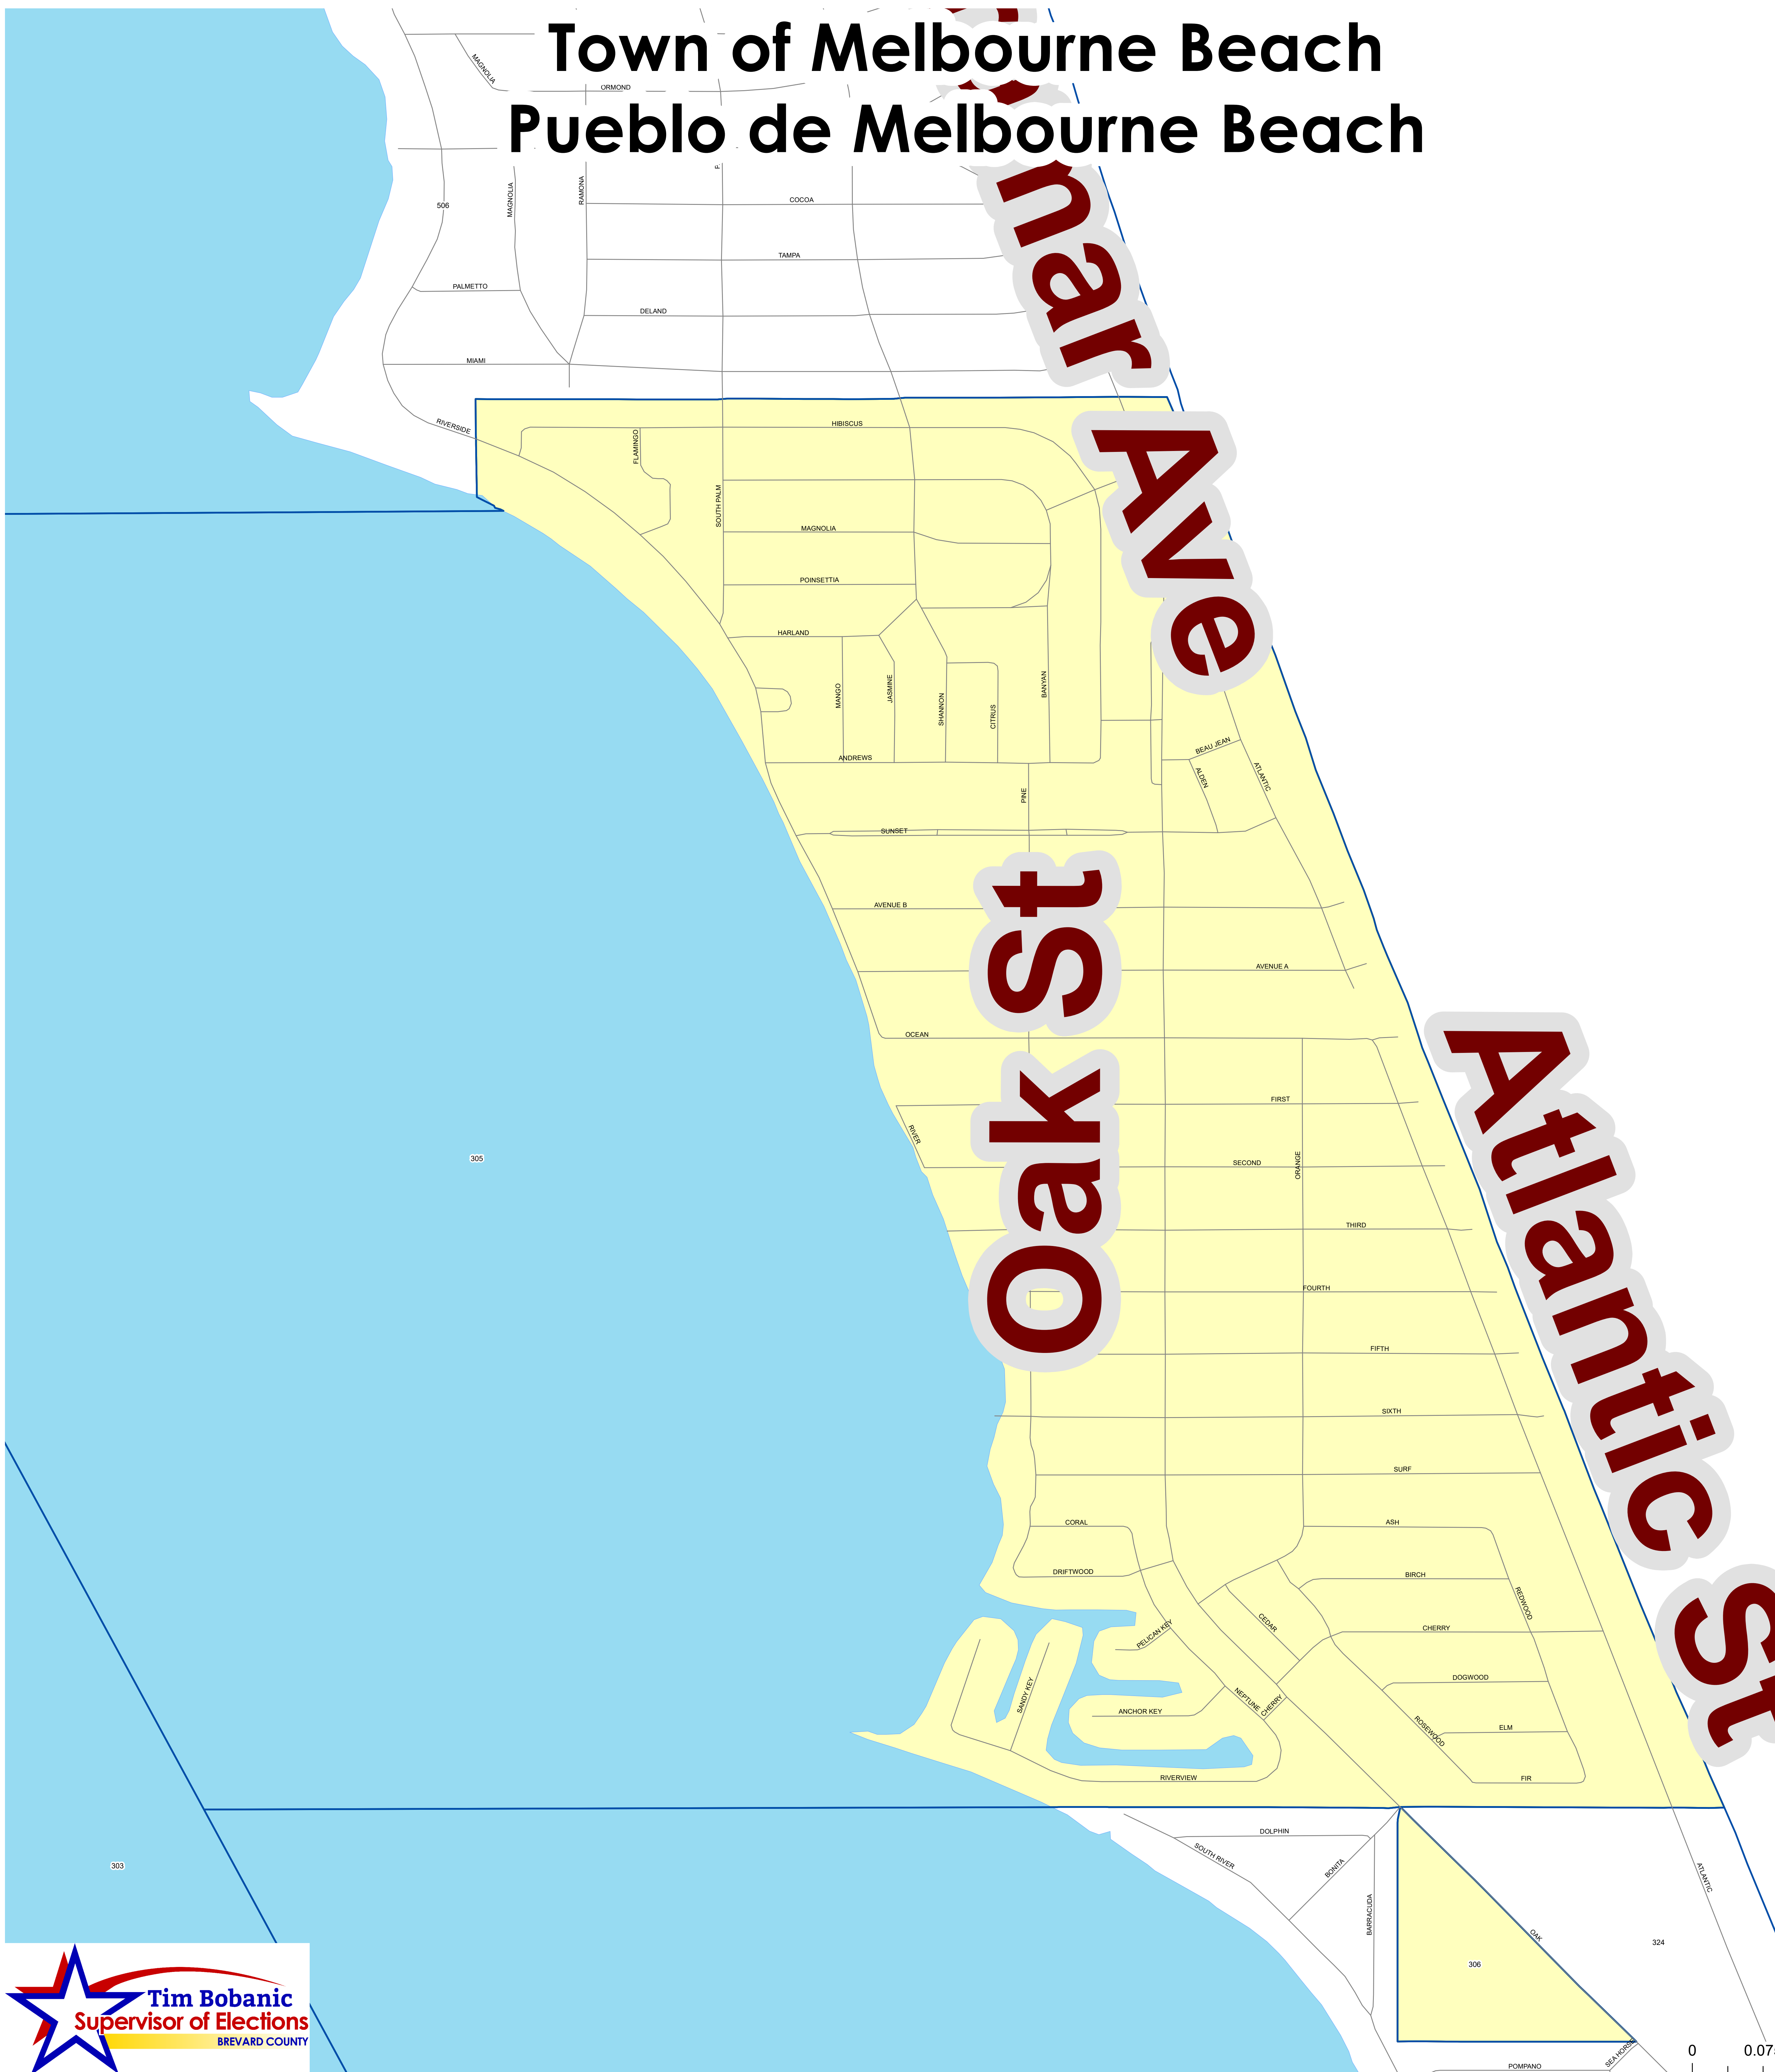 Town of Melbourne Beach
Pueblo de Melbourne Beach
MAGNOLIA
ORMOND
506
MAGNOLIA
RAMONA
COCOA
TAMPA
PALMETTO
DELAND
MIAMI
Ave
RIVERSIDE
FLAMINGO
HIBISCUS
SOUTH PALM
MAGNOLIA
POINSETTIA
HARLAND
MANGO
JASMINE
SHANNON
CITRUS
BANYAN
ANDREWS
BEAU JEAN
ALDEN
ATLANTIC
PINE
SUNSET
AVENUE B
AVENUE A
OCEAN
Oak St
Atlantic St
FIRST
RIVER
305
SECOND
ORANGE
THIRD
FOURTH
FIFTH
SIXTH
SURF
CORAL
ASH
DRIFTWOOD
BIRCH
REDWOOD
CEDAR
PELICAN KEY
CHERRY
DOGWOOD
SANDY KEY
NEPTUNE
CHERRY
ANCHOR KEY
ROSEWOOD
ELM
RIVERVIEW
FIR
DOLPHIN
SOUTH RIVER
BONITA
BARRACUDA
303
ATLANTIC
OAK
324
306
SEA HORSE
POMPANO
0
Tim Bobanic
Supervisor of Elections
BREVARD COUNTY